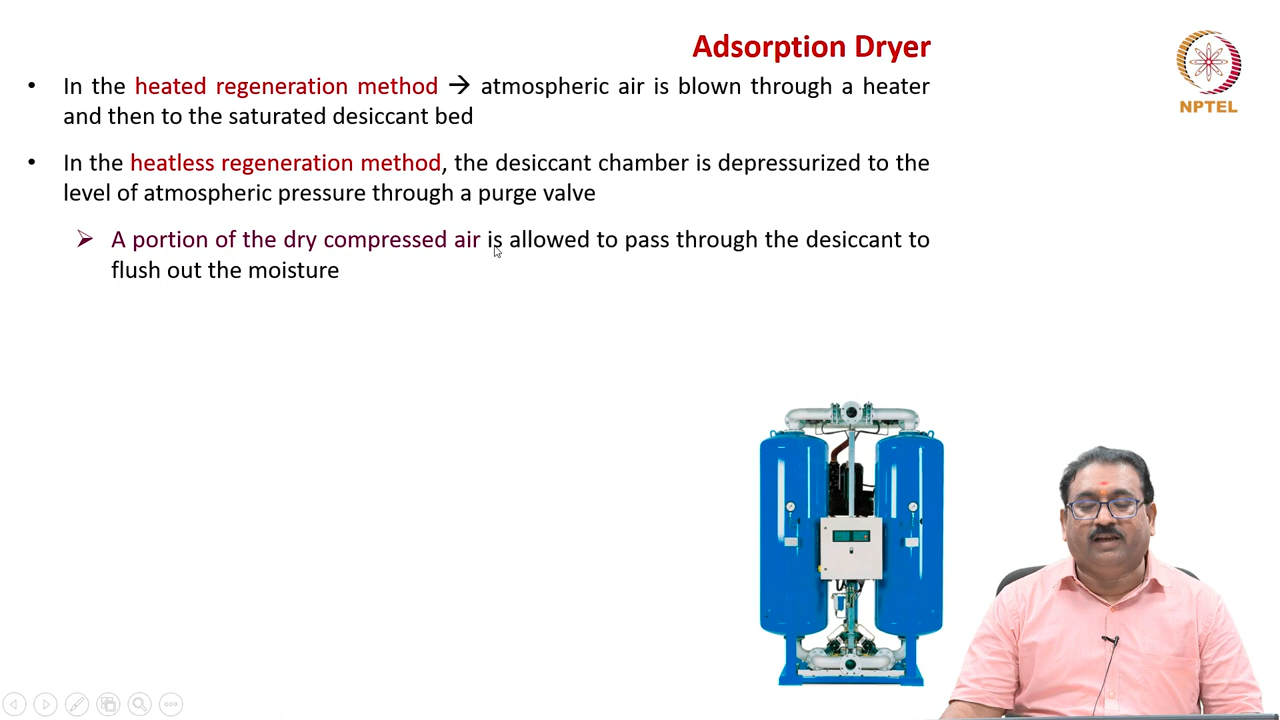 Adsorption Dryer
• In the heated regeneration method → atmospheric air is blown through a heater
and then to the saturated desiccant bed
• In the heatless regeneration method, the desiccant chamber is depressurized to the
level of atmospheric pressure through a purge valve
➢ A portion of the dry compressed air is allowed to pass through the desiccant to
flush out the moisture
NPTEL